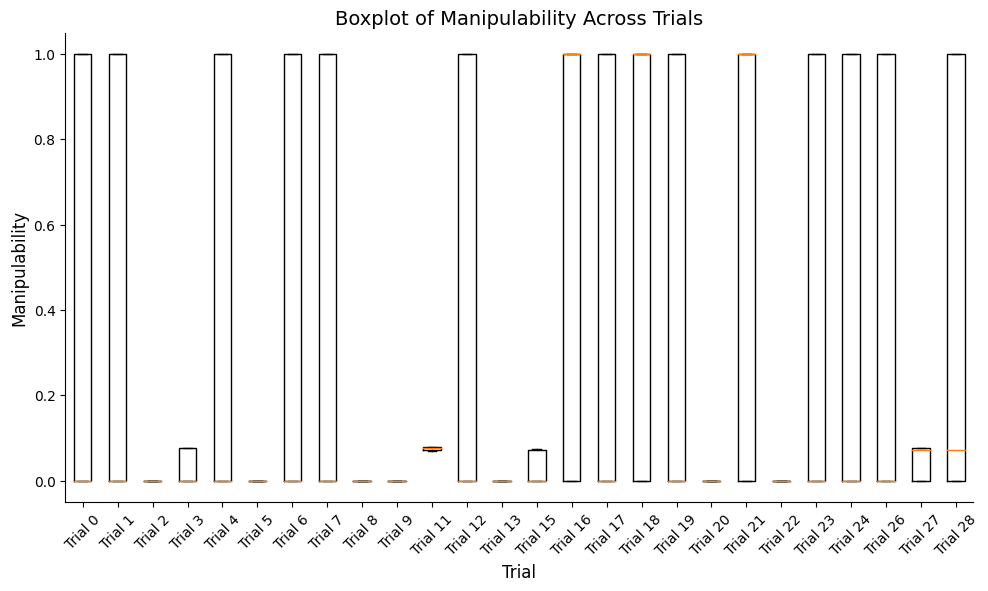 Boxplot of Manipulability Across Trials
1.0
0.8
0.6
0.4
0.2
0.0
Manipulability
Trial 0
Trial 1
Trial 2
Trial 3
Trial 4
Trial 5
Trial 6
Trial 7
Trial 8
Trial 9
Trial 11
Trial 12
Trial 13
Trial 15
Trial 16
Trial 17
Trial 18
Trial 19
Trial 20
Trial 21
Trial 22
Trial 23
Trial 24
Trial 26
Trial 27
Trial 28
Trial